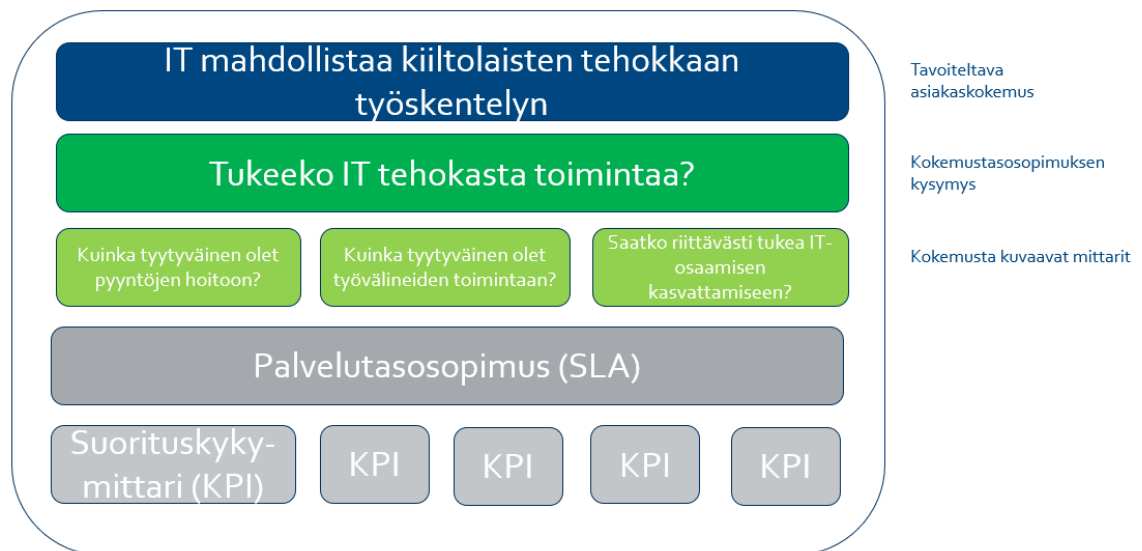 IT mahdollistaa kiiltolaisten tehokkaan
työskentelyn
Tavoiteltava
asiakaskokemus
Tukeeko IT tehokasta toimintaa?
Kokemustasosopimuksen
kysymys
Kuinka tyytyväinen olet
pyyntöjen hoitoon?
Kuinka tyytyväinen olet
työvälineiden toimintaan?
Saatko riittävästi tukea IT-
osaamisen
kasvattamiseen?
Kokemusta kuvaavat mittarit
Palvelutasosopimus (SLA)
Suorituskyky-
mittari (KPI)
KPI
KPI
KPI
KPI